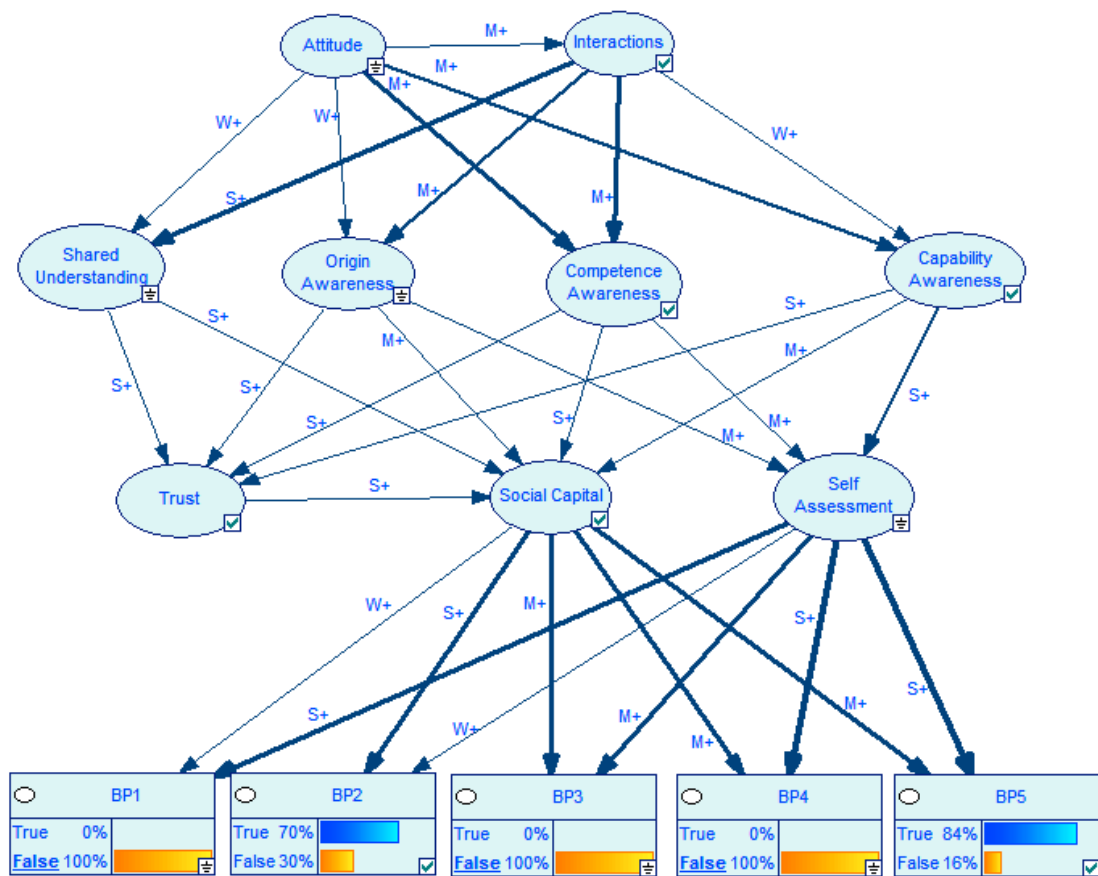 Attitude
M+
Interactions
M+
M+
W+
W+
W+
S+
M+
M+
Shared
Understanding
Origin
Awareness
Competence
Awareness
Capability
Awareness
S+
S+
M+
M+
S+
S+
S+
S+
S+
M+
M+
Trust
S+
Social Capital
Self
Assessment
W+
S+
M+
S+
S+
S+
M+
W+
M+
M+
BP1
True 0%
False 100%
BP2
True 70%
False 30%
BP3
True 0%
False 100%
BP4
True 0%
False 100%
BP5
True 84%
False 16%